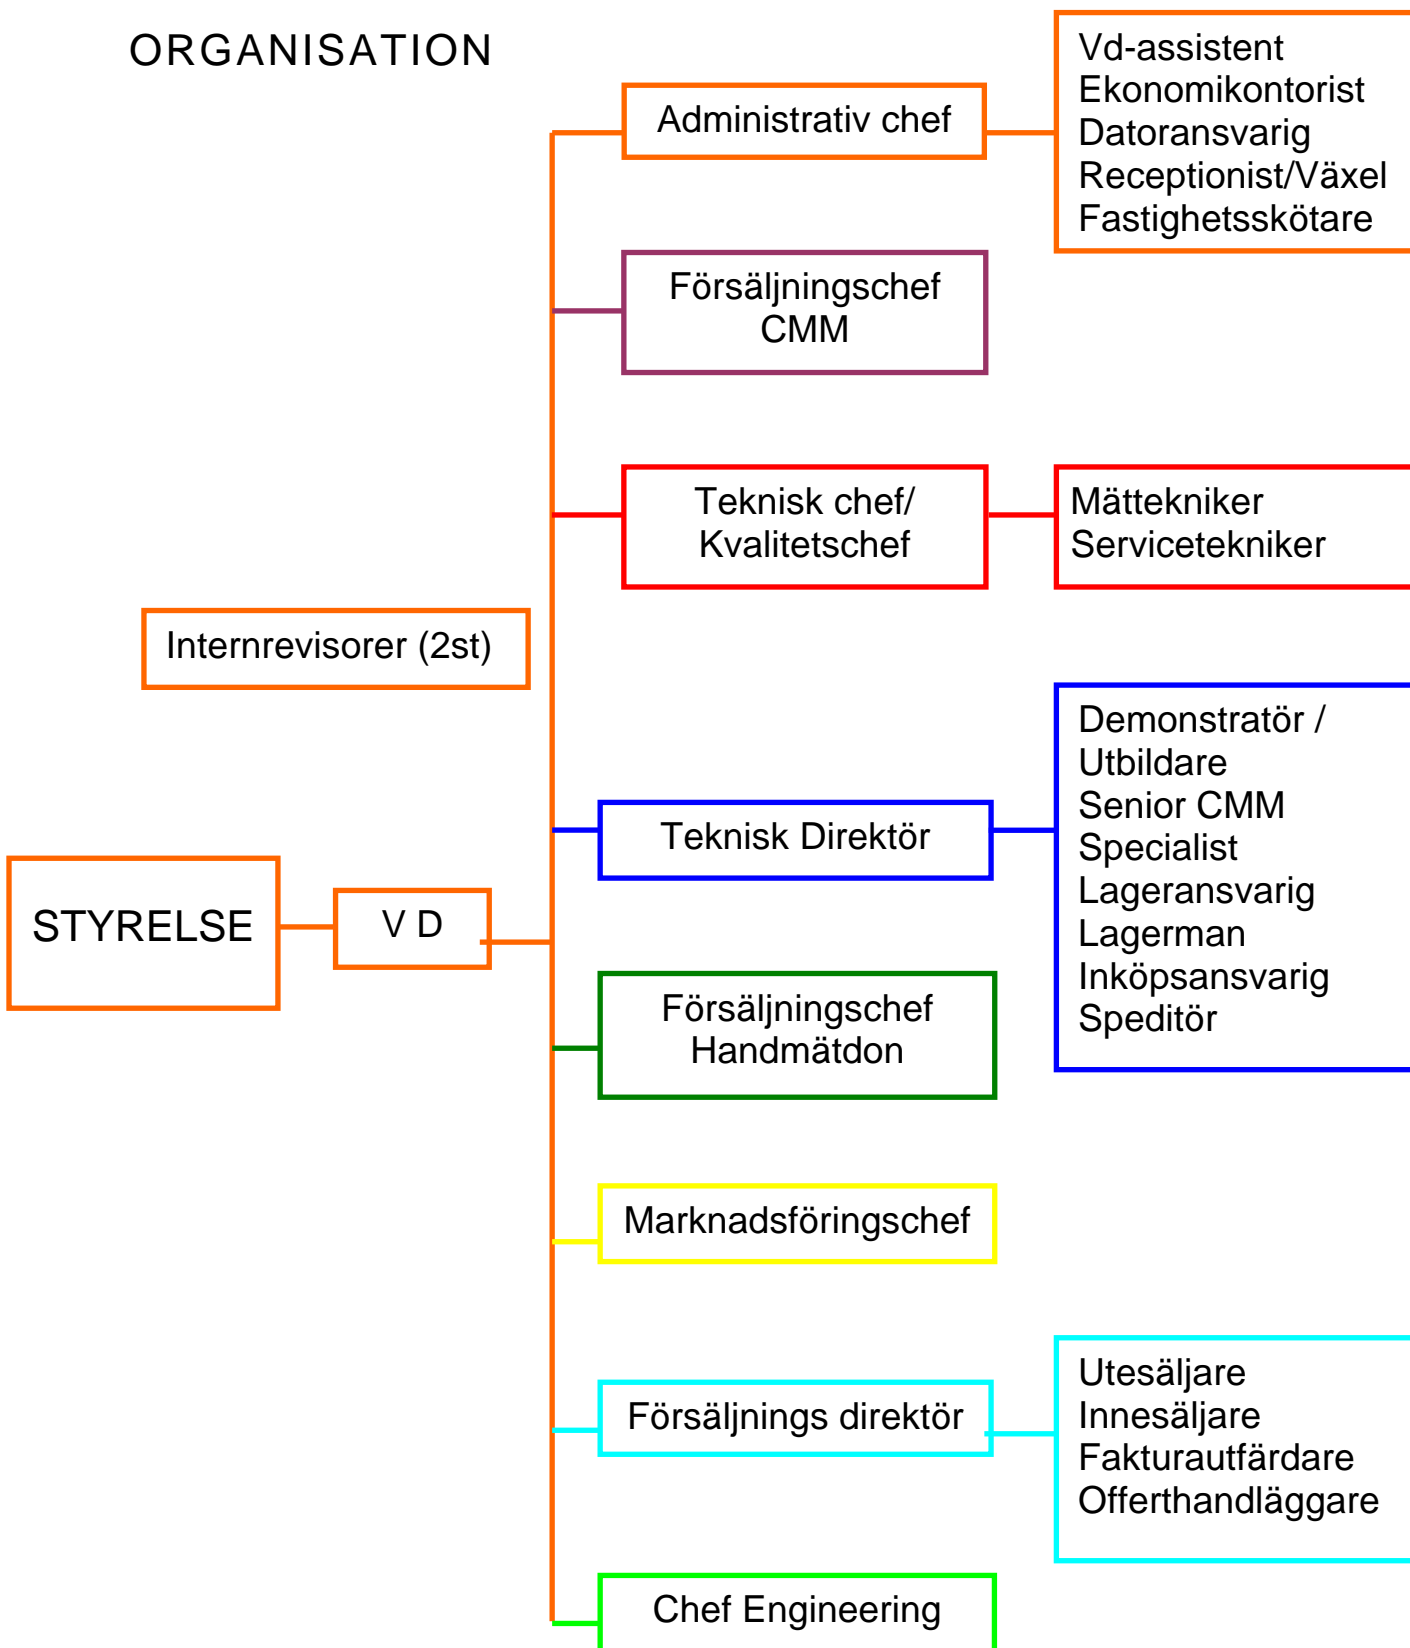 ORGANISATION
Administrativ chef
Vd-assistent
Ekonomikontorist
Datoransvarig
Receptionist/Växel
Fastighetsskötare
Försäljningschef
CMM
Teknisk chef/
Kvalitetschef
Mättekniker
Servicetekniker
Internrevisorer (2st)
Teknisk Direktör
Demonstratör /
Utbildare
Senior CMM
Specialist
Lageransvarig
Lagerman
Inköpsansvarig
Speditör
STYRELSE
V D
Försäljningschef
Handmätdon
Marknadsföringschef
Försäljnings direktör
Utesäljare
Innesäljare
Fakturautfärdare
Offerthandläggare
Chef Engineering